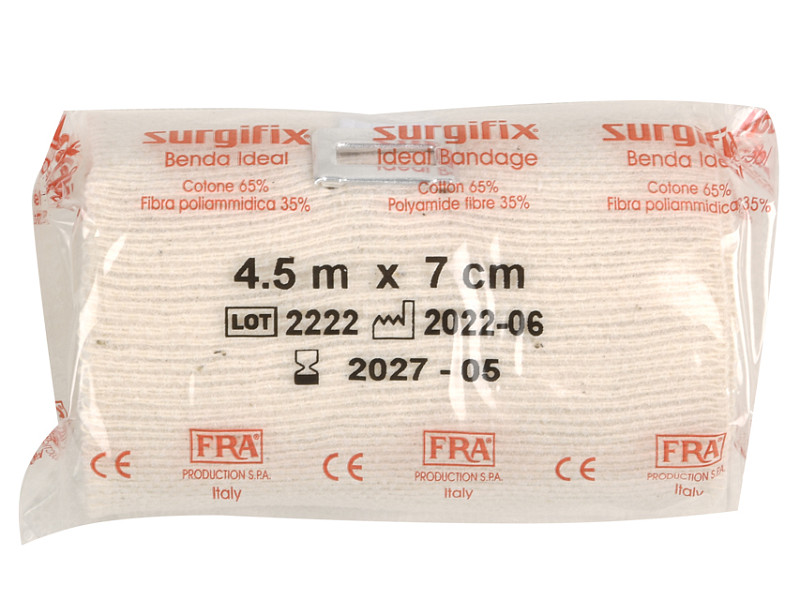 surgifix® surgifix® surgifix
Benda Ideal Ideal Bandage Benda Ideal
Cotone 65% Cotton 65% Cotone 65%
Fibra poliammidica 35% Polyamide fibre 35% Fibra poliammidica 35%
4.5 m x 7 cm
LOT 2222 2022-06
2027 - 05
CE FRA® CE FRA® CE FRA®
PRODUCTION S.P.A. PRODUCTION S.P.A. PRODUCTION S.P.A.
Italy Italy Italy